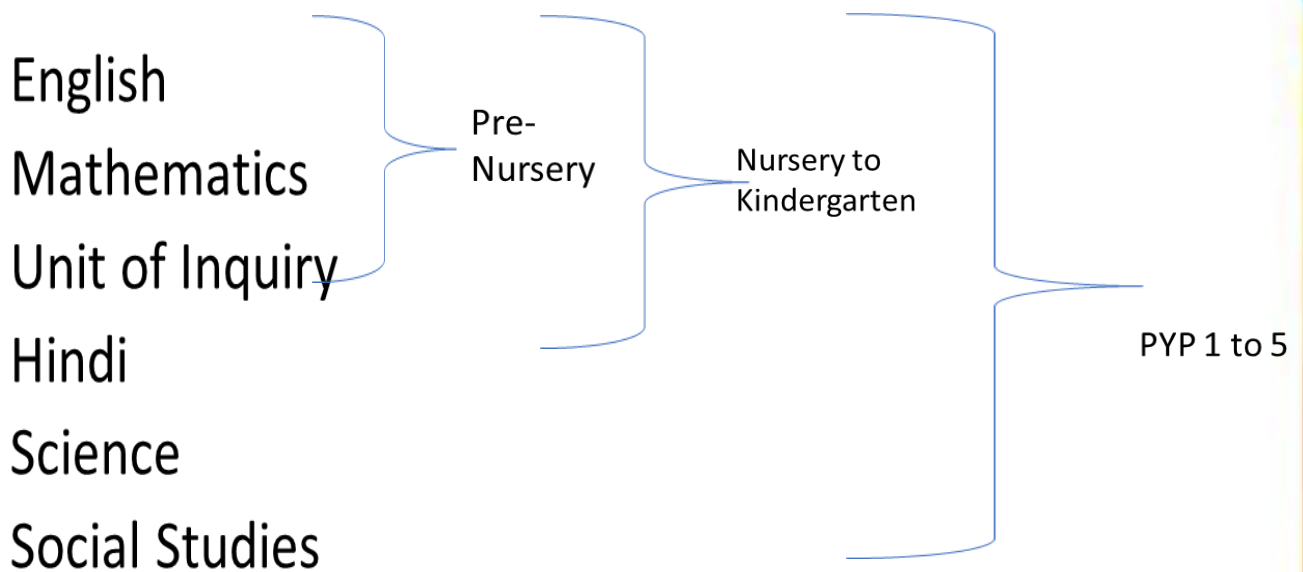 English
Mathematics
Unit of Inquiry
Hindi
Science
Social Studies
Pre-
Nursery
Nursery to
Kindergarten
PYP 1 to 5